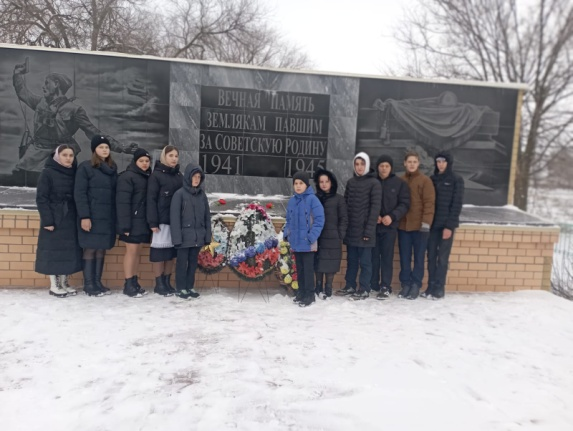 ВЕЧНАЯ ПАМЯТЬ
ЗЕМЛЯКАМ ПАВШИМ
ЗА СОВЕТСКУЮ РОДИНУ
1941 1945